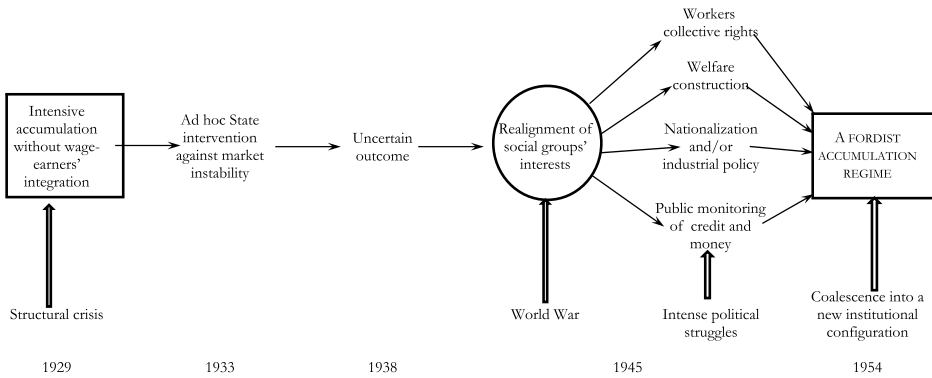 Workers
collective rights
Welfare
construction
Intensive
accumulation
without wage-
earners'
integration
Ad hoc State
intervention
against market
instability
Uncertain
outcome
Realignment of
social groups'
interests
Nationalization
and/or
industrial policy
A FORDIST
ACCUMULATION
REGIME
Public monitoring
of credit and
money
Structural crisis
World War
Intense political
struggles
Coalescence into a
new institutional
configuration
1929
1933
1938
1945
1954